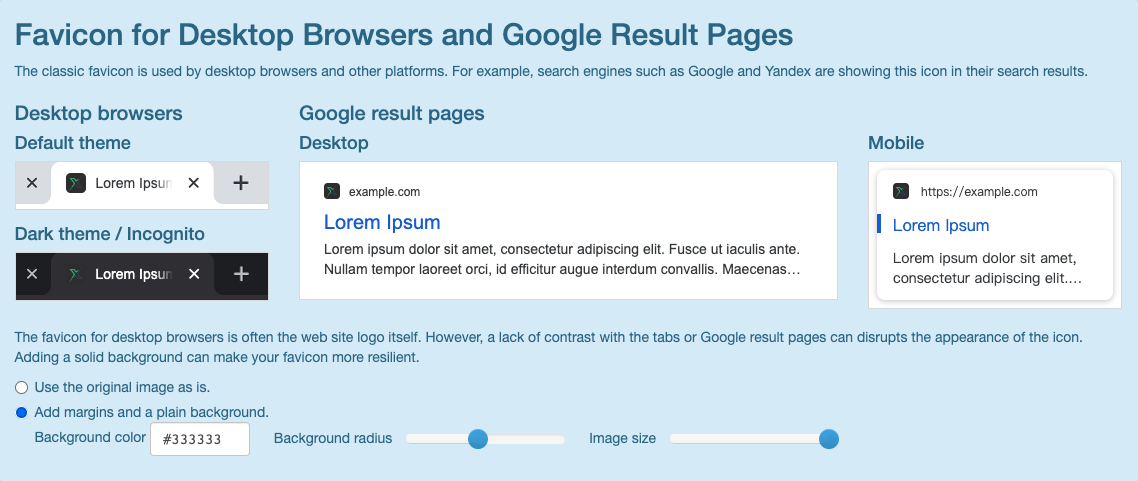 Favicon for Desktop Browsers and Google Result Pages
The classic favicon is used by desktop browsers and other platforms. For example, search engines such as Google and Yandex are showing this icon in their search results.
Desktop browsers
Default theme
Lorem Ipsun
Dark theme / Incognito
Lorem Ipsun
Google result pages
Desktop
example.com
Lorem Ipsum
Lorem ipsum dolor sit amet, consectetur adipiscing elit. Fusce ut iaculis ante.
Nullam tempor laoreet orci, id efficitur augue interdum convallis. Maecenas…
Mobile
https://example.com
Lorem Ipsum
Lorem ipsum dolor sit amet,
consectetur adipiscing elit.…
The favicon for desktop browsers is often the web site logo itself. However, a lack of contrast with the tabs or Google result pages can disrupts the appearance of the icon.
Adding a solid background can make your favicon more resilient.
Use the original image as is.
Add margins and a plain background.
Background color #333333 Background radius Image size